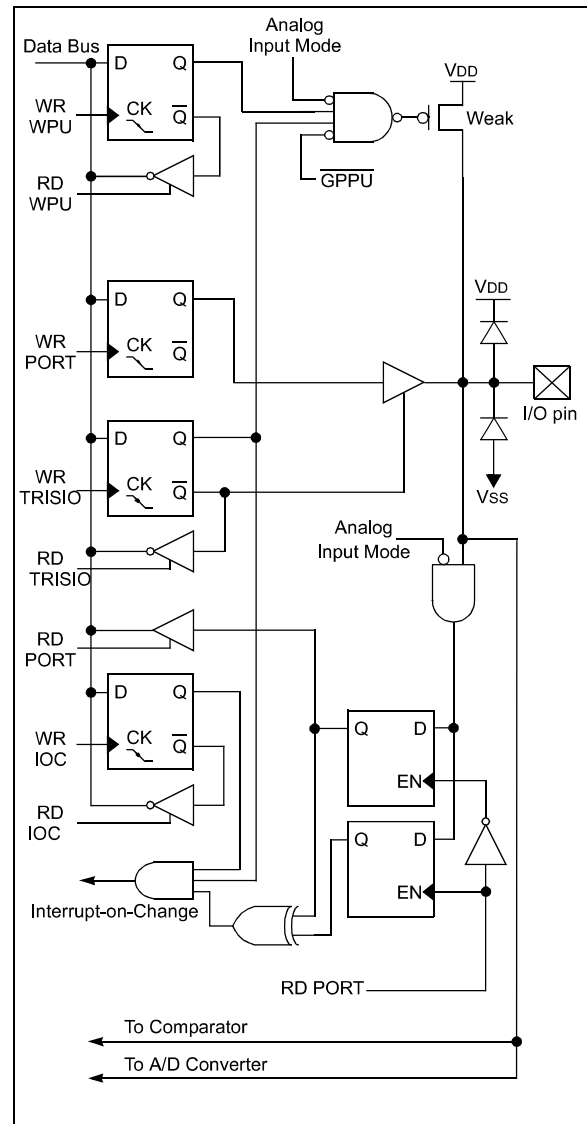 Analog
Input Mode
Data Bus
D Q
VDD
WR
WPU
CK
Q
Weak
RD
WPU
GPPU
D Q
VDD
WR
PORT
CK
Q
I/O pin
D Q
WR
TRISIO
CK
Q
VSS
Analog
Input Mode
RD
TRISIO
RD
PORT
D Q
Q D
WR
IOC
CK
Q
EN
RD
IOC
Q D
EN
Interrupt-on-Change
RD PORT
To Comparator
To A/D Converter